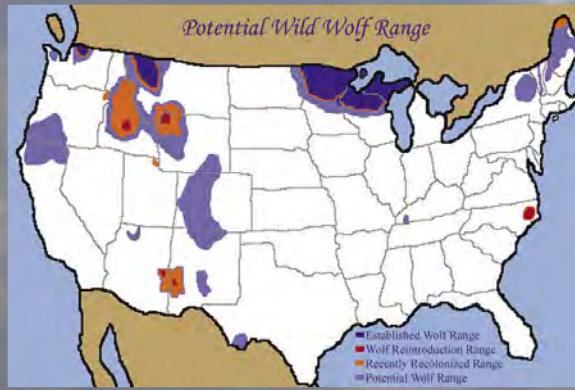 Potential Wild Wolf Range
Established Wolf Range
Wolf Reintroduction Range
Recently Recolonized Range
Potential Wolf Range